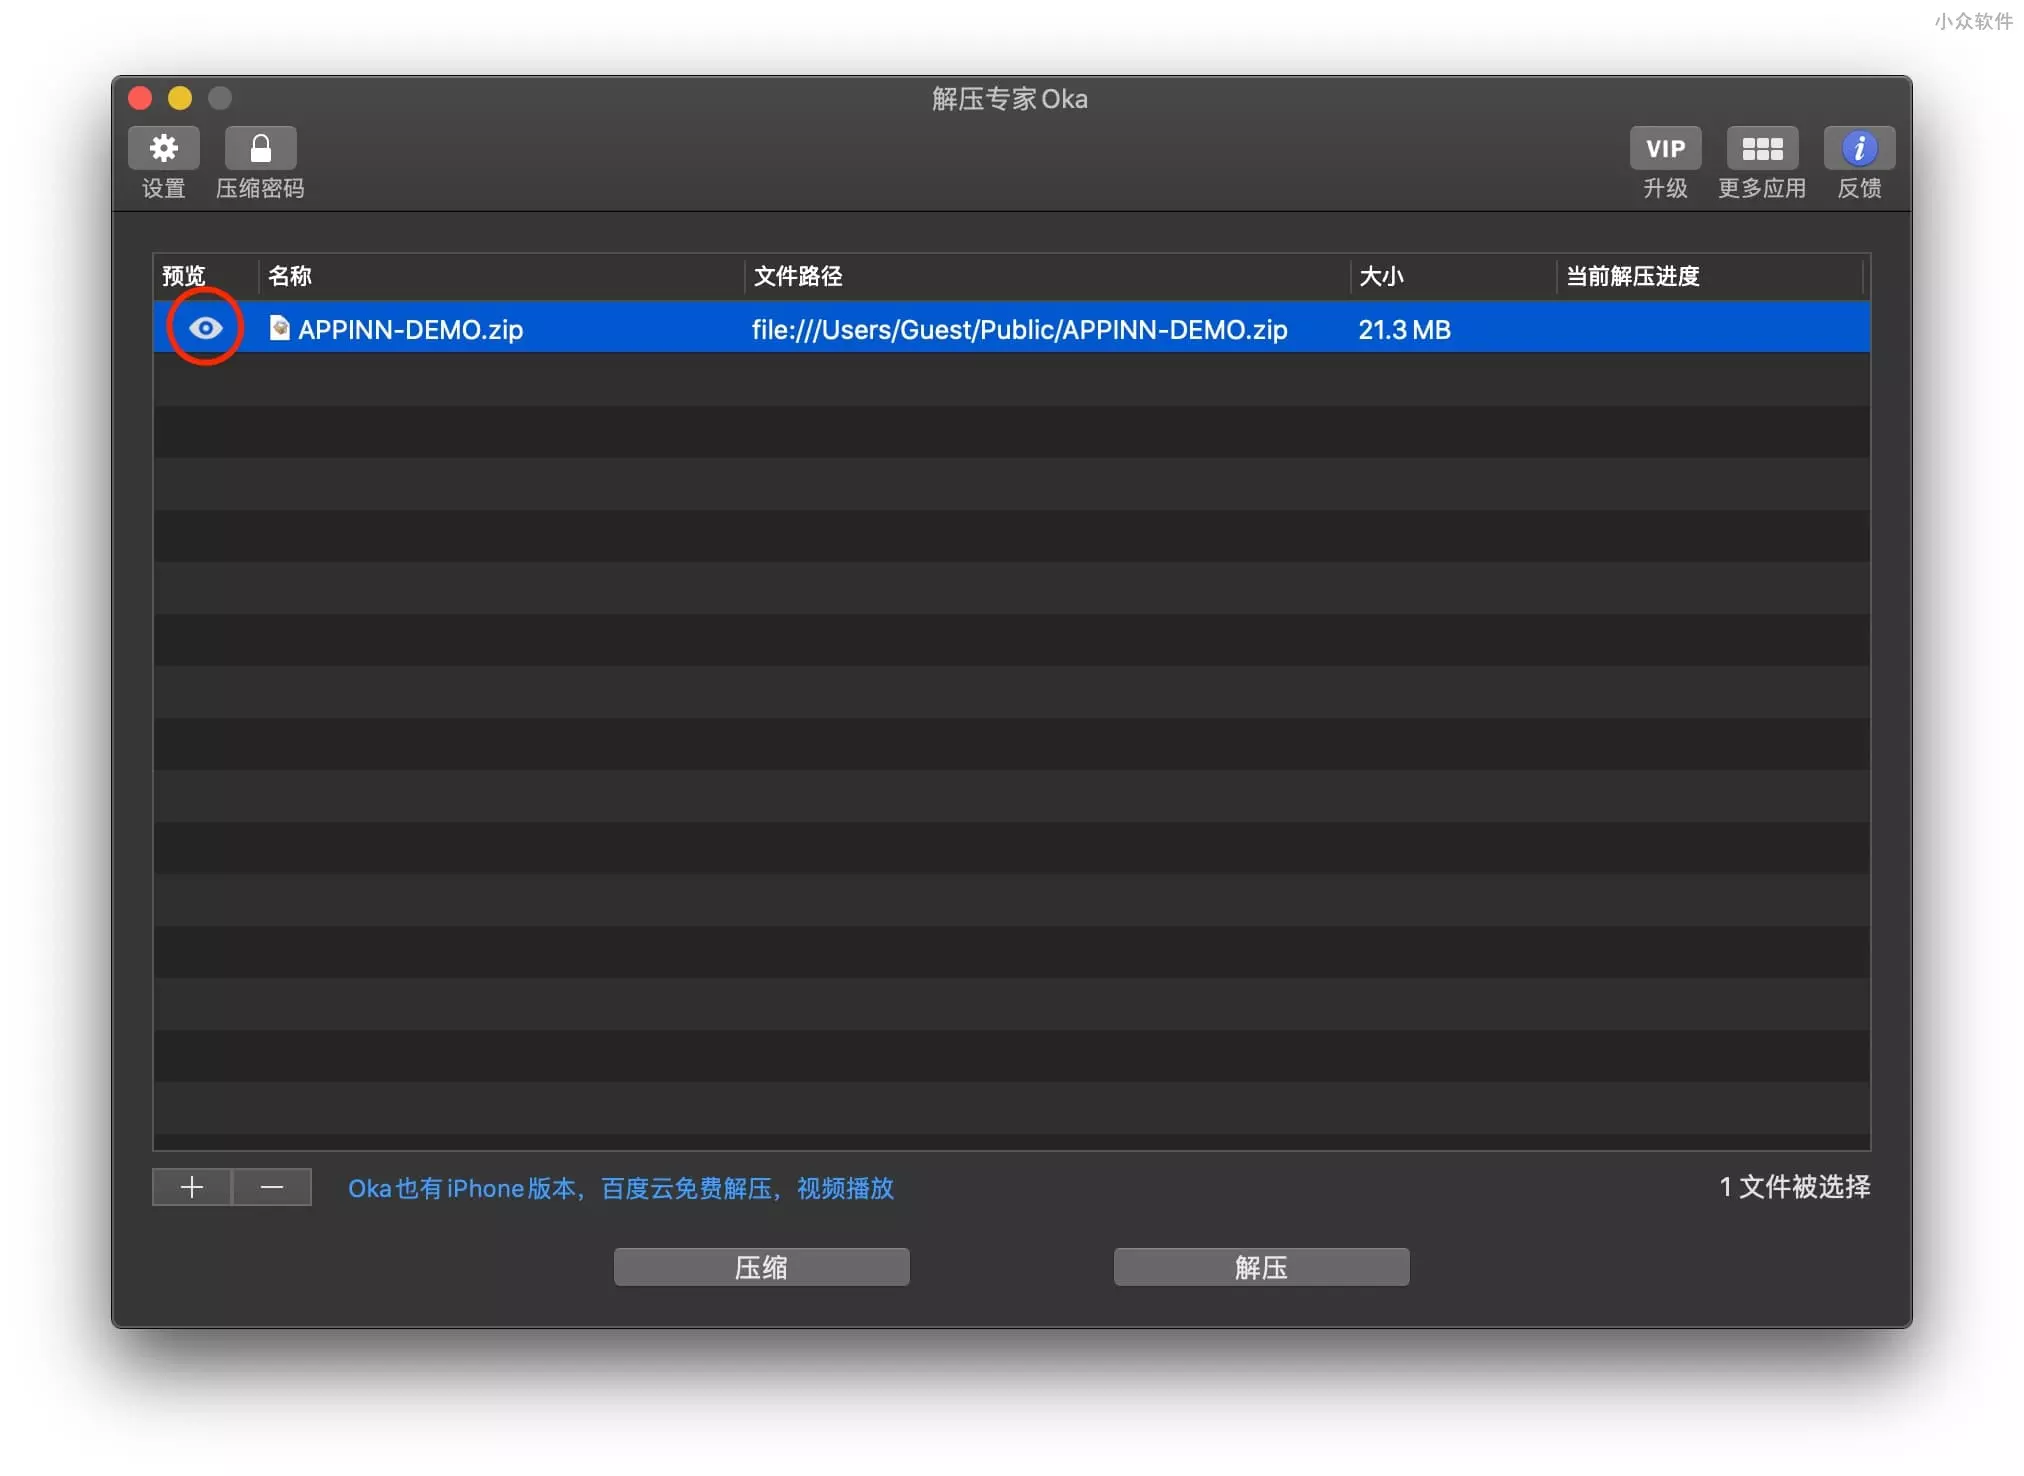 小众软件
解压专家Oka
VIP
设置 压缩密码 升级 更多应用 反馈
预览 名称 文件路径 大小 当前解压进度
APPINN-DEMO.zip file:///Users/Guest/Public/APPINN-DEMO.zip 21.3 MB
Oka也有iPhone版本，百度云免费解压，视频播放 1 文件被选择
压缩 解压